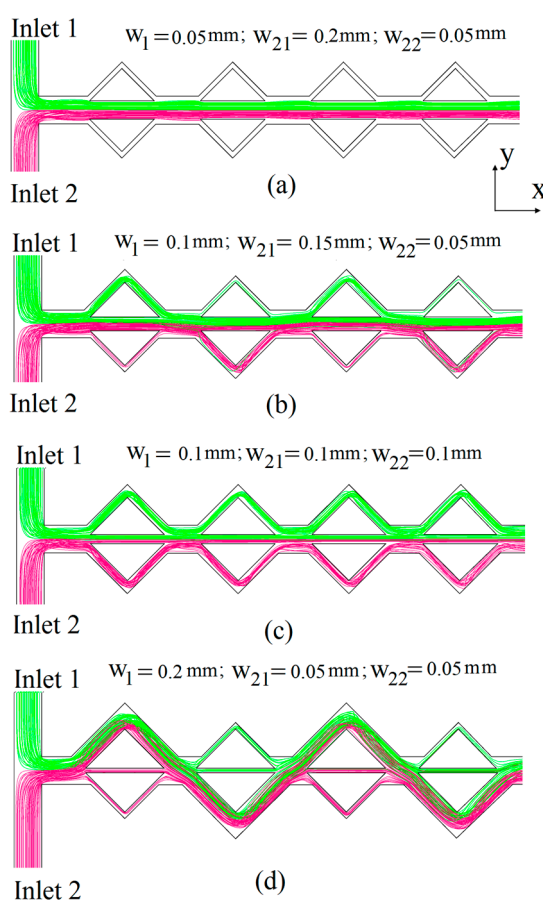 Inlet 1
W1 = 0.05mm; W21 = 0.2mm; W22 = 0.05mm
Inlet 2
(a)
y
x
Inlet 1
W1 = 0.1mm; W21 = 0.15mm; W22 = 0.05mm
Inlet 2
(b)
Inlet 1
W1 = 0.1mm; W21 = 0.1mm; W22 = 0.1mm
Inlet 2
(c)
Inlet 1
W1 = 0.2mm; W21 = 0.05mm; W22 = 0.05mm
Inlet 2
(d)